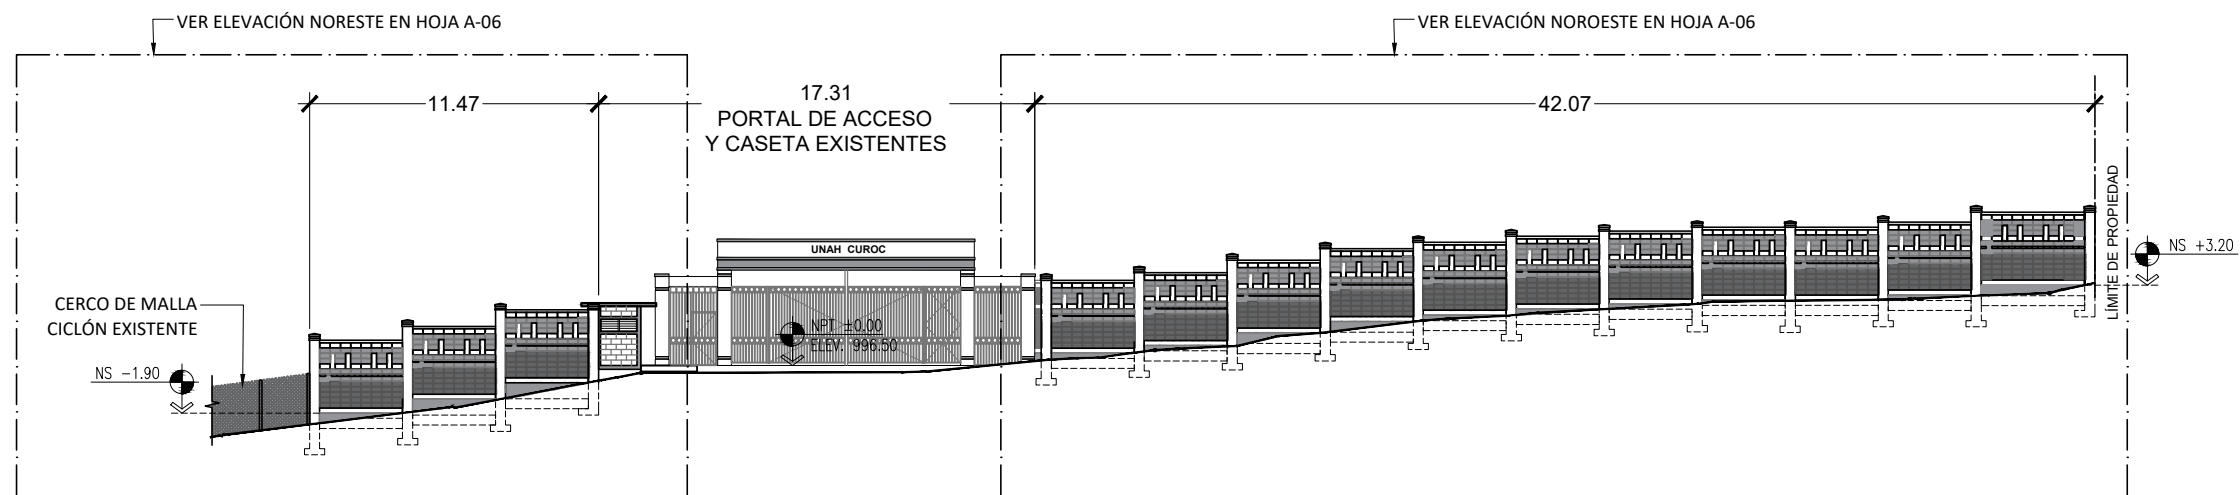 VER ELEVACIÓN NORESTE EN HOJA A-06
VER ELEVACIÓN NOROESTE EN HOJA A-06
11.47
17.31
PORTAL DE ACCESO
Y CASETA EXISTENTES
42.07
UNAH CUROC
LÍMITE DE PROPIEDAD
NS +3.20
CERCO DE MALLA
CICLÓN EXISTENTE
NPT ±0.00
ELEV. 996.50
NS -1.90